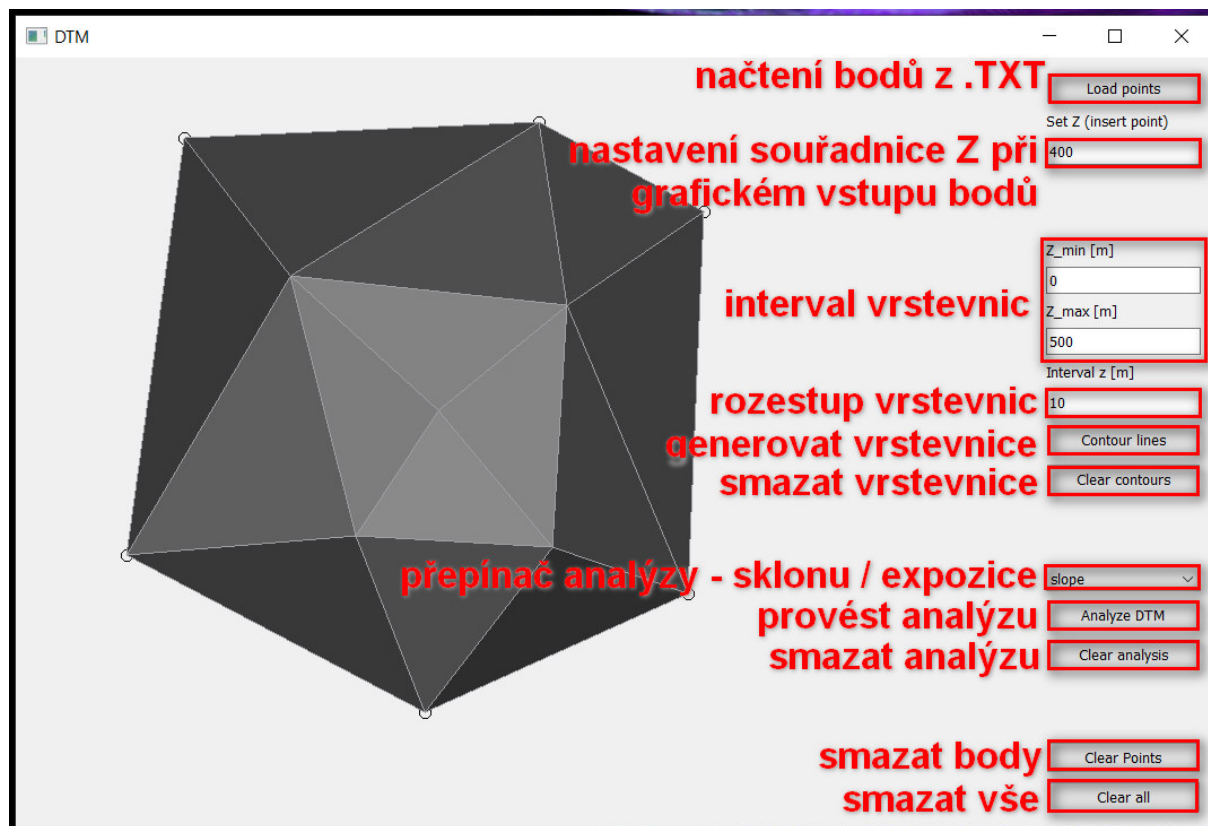 DTM
načtení bodů z .TXT
Load points
Set Z (insert point)
nastavení souřadnice Z při
400
grafickém vstupu bodů
Z_min [m]
0
interval vrstevnic
Z_max [m]
500
Interval z [m]
rozestup vrstevnic
10
generovat vrstevnice
Contour lines
smazat vrstevnice
Clear contours
přepínač analýzy - sklonu / expozice
slope
provést analýzu
Analyze DTM
smazat analýzu
Clear analysis
smazat body
Clear Points
smazat vše
Clear all